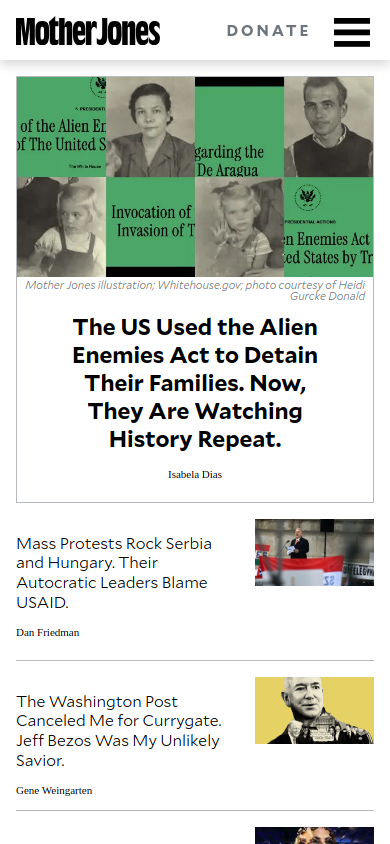 Mother Jones
DONATE
PRESIDENTI
of the Alien En
of The United S
The White House
garding the
De Aragua
Invocation of
Invasion of T
PRESIDENTIAL ACTIONS
n Enemies Act
ed States by Tr
Mother Jones illustration; Whitehouse.gov; photo courtesy of Heidi
Gurcke Donald
The US Used the Alien
Enemies Act to Detain
Their Families. Now,
They Are Watching
History Repeat.
Isabela Dias
Mass Protests Rock Serbia
and Hungary. Their
Autocratic Leaders Blame
USAID.
Dan Friedman
The Washington Post
Canceled Me for Currygate.
Jeff Bezos Was My Unlikely
Savior.
Gene Weingarten